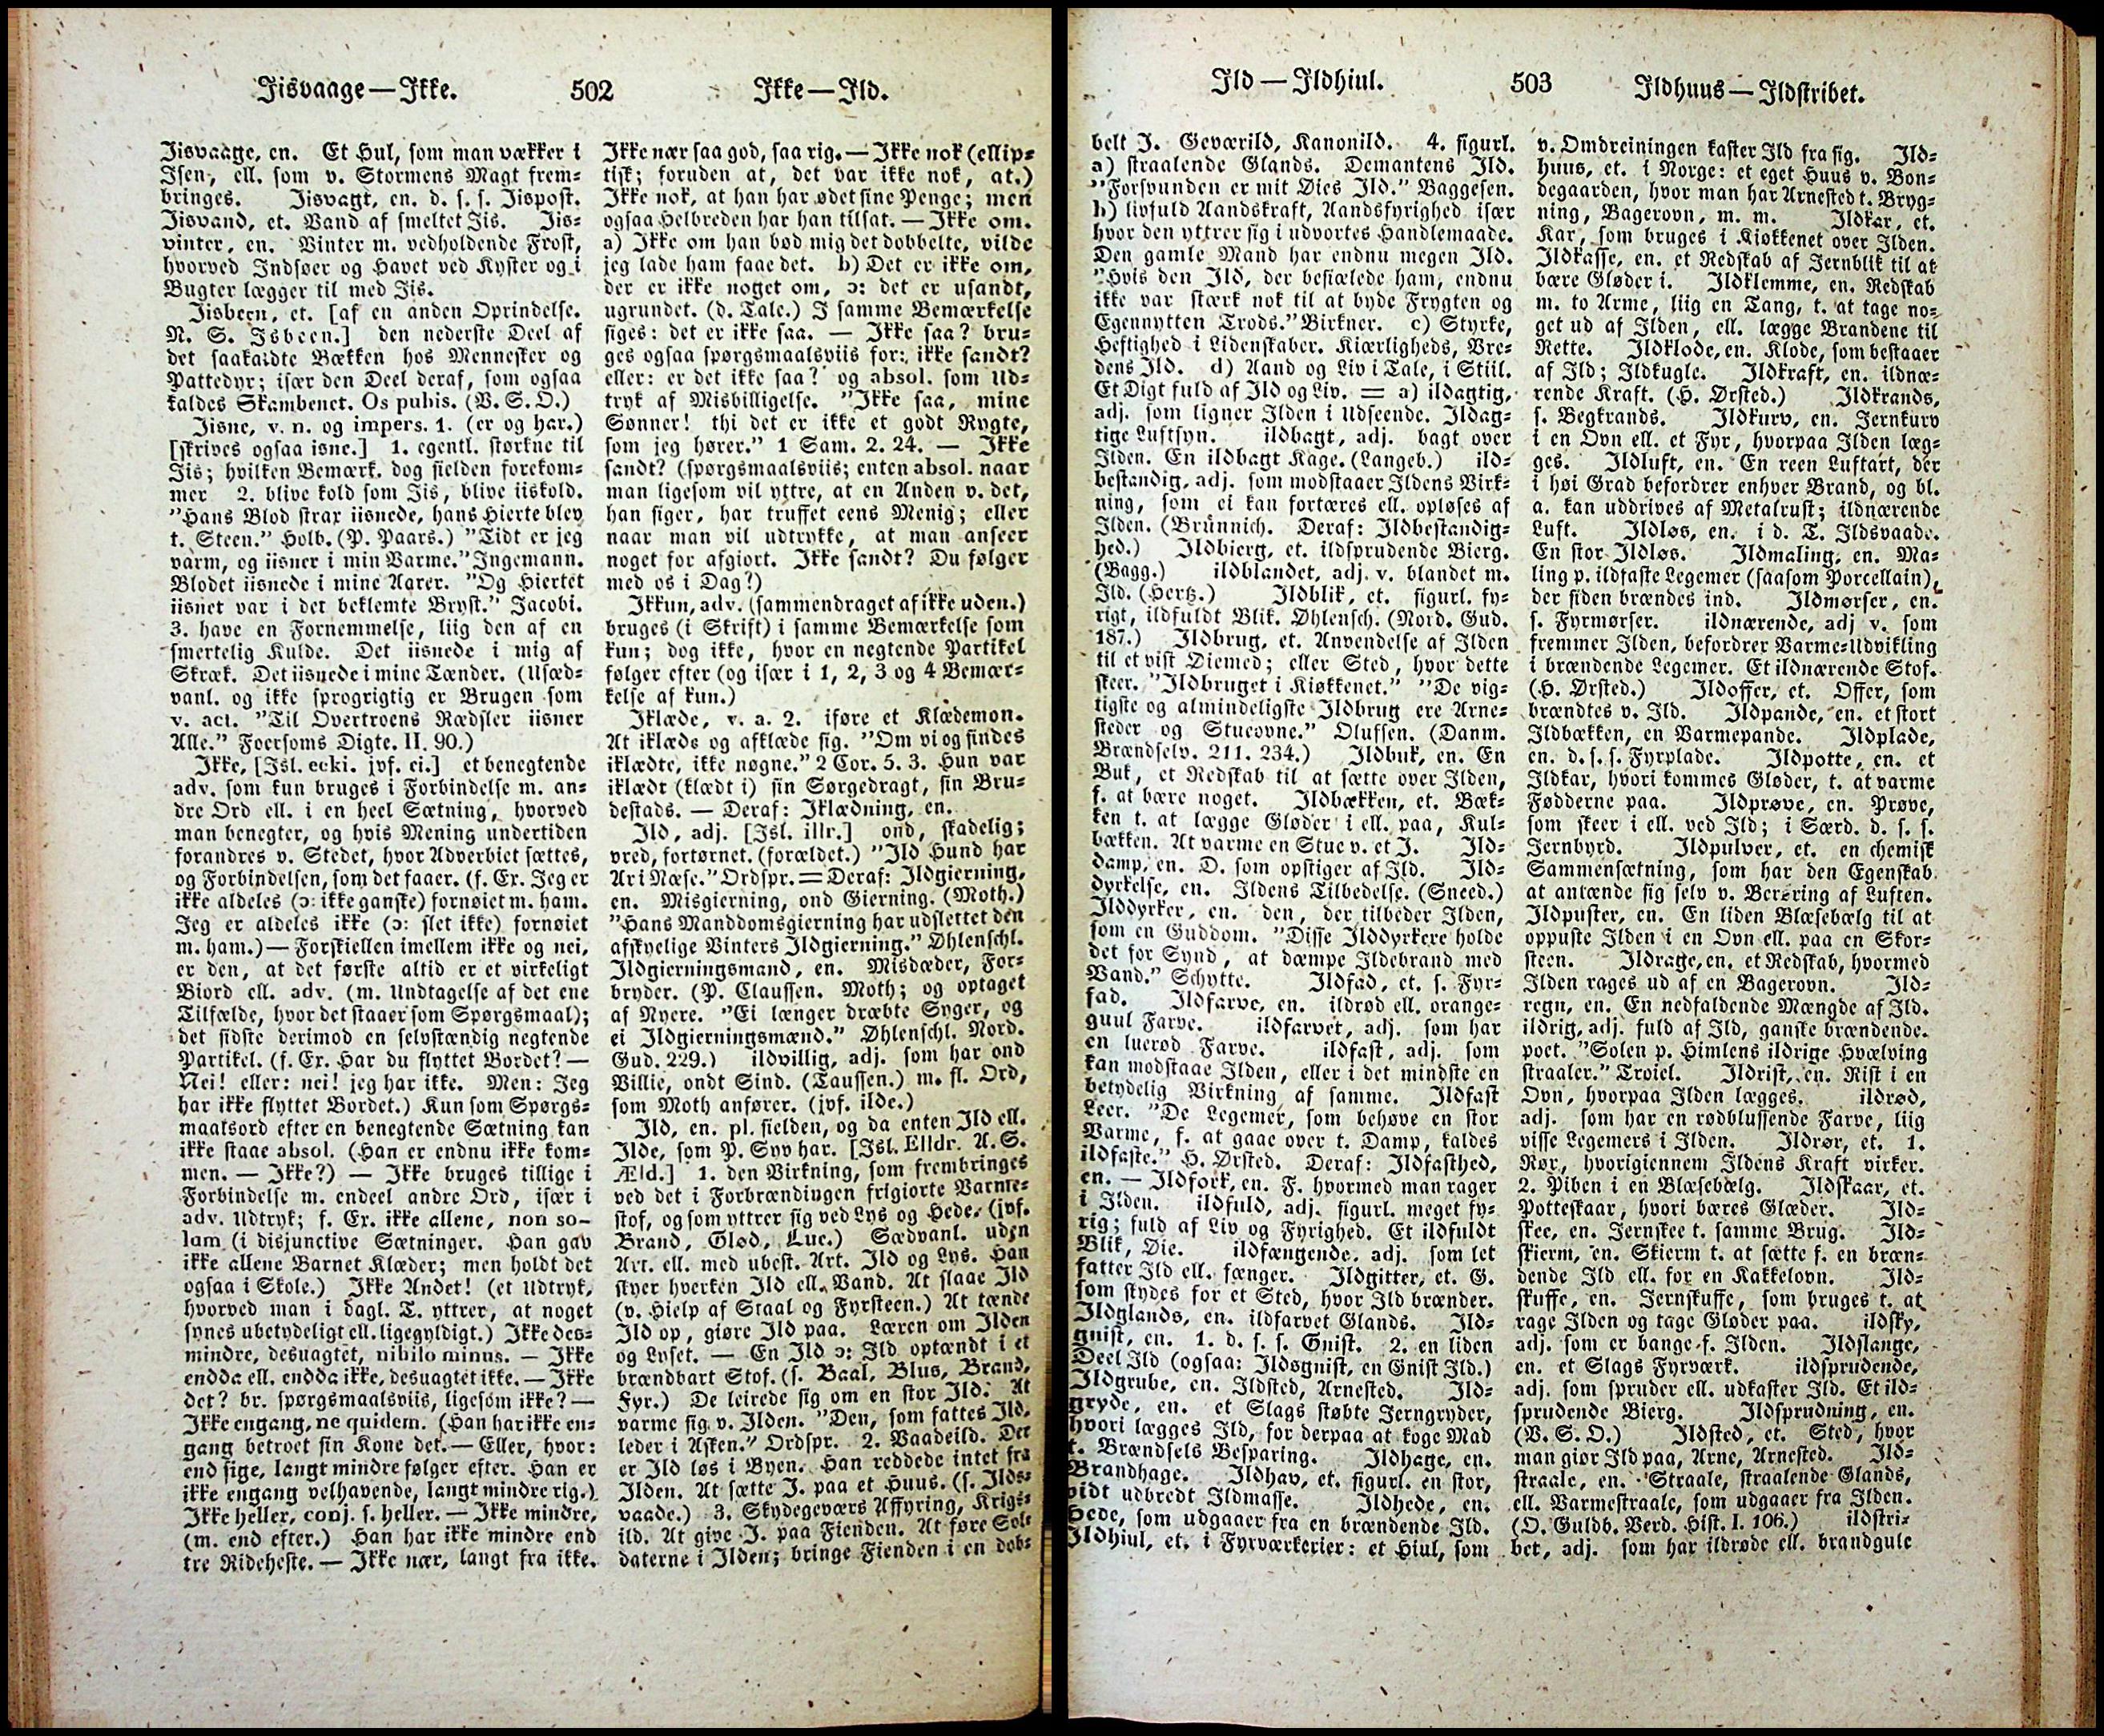 Iisvaage—Ikke.
502
Ikke—Ild.
Iisvaage, en. Et Hul, som man vækker i
Isen, ell. som v. Stormens Magt frem-
bringes. Iisvagt, en. d. s. s. Iispost.
Iisvand, et. Vand af smeltet Iis. Iis-
vinter, en. Vinter m. vedholdende Frost,
hvorved Indsøer og Havet ved Kyster og i
Bugter lægger til med Iis.
Iisbeen, et. [af en anden Oprindelse.
N. S. Isbeen.] den nederste Deel af
det saakaldte Bækken hos Mennesker og
Pattedyr; især den Deel deraf, som ogsaa
kaldes Skambenet. Os pubis. (V. S. O.)
Iisne, v. n. og impers. 1. (er og har.)
[skrives ogsaa isne.] 1. egentl. størkne til
Iis; hvilken Bemærk. dog sielden forekom-
mer 2. blive kold som Iis, blive iiskold.
"Hans Blod strax iisnede, hans Hierte blev
t. Steen." Holb. (P. Paars.) "Tidt er jeg
varm, og iisner i min Varme." Ingemann.
Blodet iisnede i mine Aarer. "Og Hiertet
iisnet var i det beklemte Bryst." Jacobi.
3. have en Fornemmelse, liig den af en
smertelig Kulde. Det iisnede i mig af
Skræk. Det iisnede i mine Tænder. (Usæd-
vanl. og ikke sprogrigtig er Brugen som
v. act. "Til Overtroens Rædsler iisner
Alle." Foersoms Digte. II. 90.)
Ikke, [Isl. ecki. jvf. ei.] et benegtende
adv. som kun bruges i Forbindelse m. an-
dre Ord ell. i en heel Sætning, hvorved
man benegter, og hvis Mening undertiden
forandres v. Stedet, hvor Adverbiet sættes,
og Forbindelsen, som det faaer. (f. Ex. Jeg er
ikke aldeles (ɔ: ikke ganske) fornøiet m. ham.
Jeg er aldeles ikke (ɔ: slet ikke) fornøiet
m. ham.)— Forskiellen imellem ikke og nei,
er den, at det første altid er et virkeligt
Biord ell. adv. (m. Undtagelse af det ene
Tilfælde, hvor det staaer som Spørgsmaal);
det sidste derimod en selvstændig negtende
Partikel. (f. Ex. Har du flyttet Bordet? —
Nei! eller: nei! jeg har ikke. Men: Jeg
har ikke flyttet Bordet.) Kun som Spørgs-
maalsord efter en benegtende Sætning kan
ikke staae absol. (Han er endnu ikke kom-
men. — Ikke?) — Ikke bruges tillige i
Forbindelse m. endeel andre Ord, især i
adv. Udtryk; f. Ex. ikke allene, non so-
lam (i disjunctive Sætninger. Han gav
ikke allene Barnet Klæder; men holdt det
ogsaa i Skole.) Ikke Andet! (et Udtryk,
hvorved man i dagl. T. yttrer, at noget
synes ubetydeligt ell. ligegyldigt.) Ikke des-
mindre, desuagtet, nihilo minus. — Ikke
endda ell. endda ikke, desuagtet ikke. — Ikke
det? br. spørgsmaalsviis, ligesom ikke? —
Ikke engang, ne quidem. (Han har ikke en-
gang betroet sin Kone det. — Eller, hvor:
end sige, langt mindre følger efter. Han er
ikke engang velhavende, langt mindre rig.)
Ikke heller, conj. s. heller. — Ikke mindre,
(m. end efter.) Han har ikke mindre end
tre Rideheste. — Ikke nær, langt fra ikke.
Ikke nær saa god, saa rig. — Ikke nok (ellip-
tisk; foruden at, det var ikke nok, at.)
Ikke nok, at han har ødet sine Penge; men
ogsaa Helbreden har han tilsat. — Ikke om.
a) Ikke om han bød mig det dobbelte, vilde
jeg lade ham faae det. b) Det er ikke om,
der er ikke noget om, ɔ: det er usandt,
ugrundet. (d. Tale.) I samme Bemærkelse
siges: det er ikke saa. — Ikke saa? bru-
ges ogsaa spørgsmaalsviis for: ikke sandt?
eller: er det ikke saa? og absol. som Ud-
tryk af Misbilligelse. "Ikke saa, mine
Sønner! thi det er ikke et godt Rygte,
som jeg hører." 1 Sam. 2. 24. — Ikke
sandt? (spørgsmaalsviis; enten absol. naar
man ligesom vil yttre, at en Anden v. det,
han siger, har truffet eens Menig; eller
naar man vil udtrykke, at man anseer
noget for afgiort. Ikke sandt? Du følger
med os i Dag?)
Ikkun, adv. (sammendraget af ikke uden.)
bruges (i Skrift) i samme Bemærkelse som
kun; dog ikke, hvor en negtende Partikel
følger efter (og især i 1, 2, 3 og 4 Bemær-
kelse af kun.)
Iklæde, v. a. 2. iføre et Klædemon.
At iklæde og afklæde sig. "Om vi og findes
iklædte, ikke nøgne." 2 Cor. 5. 3. Hun var
iklædt (klædt i) sin Sørgedragt, sin Bru-
destads. — Deraf: Iklædning, en.
Ild, adj. [Isl. illr.] ond, skadelig;
vred, fortørnet. (forældet.) "Ild Hund har
Ar i Næse." Ordspr. = Deraf: Ildgierning,
en. Misgierning, ond Gierning. (Moth.)
"Hans Manddomsgierning har udslettet den
afskyelige Vinters Ildgierning." Øhlenschl.
Ildgierningsmand, en. Misdæder, For-
bryder. (P. Claussen. Moth; og optaget
af Nyere. "Ei længer dræbte Syger, og
ei Ildgierningsmænd." Øhlenschl. Nord.
Gud. 229.) ildvillig, adj. som har ond
Villie, ondt Sind. (Taussen.) m. fl. Ord,
som Moth anfører. (jvf. ilde.)
Ild, en. pl. sielden, og da enten Ild ell.
Ilde, som P. Syv har. [Isl. Elldr. A. S.
Æld.] 1. den Virkning, som frembringes
ved det i Forbrændingen frigiorte Varme-
stof, og som yttrer sig ved Lys og Hede. (jvf.
Brand, Glød, Lue.) Sædvanl. uden
Art. ell. med ubest. Art. Ild og Lys. Han
styer hverken Ild ell. Vand. At slaae Ild
(v. Hielp af Staal og Fyrsteen.) At tænde
Ild op, giøre Ild paa. Læren om Ilden
og Lyset. — En Ild ɔ: Ild optændt i et
brændbart Stof. (s. Baal, Blus, Brand,
Fyr.) De leirede sig om en stor Ild. At
varme sig v. Ilden. "Den, som fattes Ild,
leder i Asken." Ordspr. 2. Vaadeild. Der
er Ild løs i Byen. Han reddede intet fra
Ilden. At sætte I. paa et Huus. (s. Ilds-
vaade.) 3. Skydegeværs Affyring, Krigs-
ild. At give I. paa Fienden. At føre Sol-
daterne i Ilden; bringe Fienden i en dob-
Ild — Ildhiul.
503
Ildhuus — Ildstribet.
belt I. Geværild, Kanonild. 4. figurl.
a) straalende Glands. Demantens Ild.
"Forsvunden er mit Øies Ild." Baggesen.
b) livfuld Aandskraft, Aandsfyrighed især
hvor den yttrer sig i udvortes Handlemaade.
Den gamle Mand har endnu megen Ild.
"Hvis den Ild, der besiælede ham, endnu
ikke var stærk nok til at byde Frygten og
Egennytten Trods." Birkner. c) Styrke,
Heftighed i Lidenskaber. Kiærligheds, Vre-
dens Ild. d) Aand og Liv i Tale, i Stiil.
Et Digt fuld af Ild og Liv. = a) ildagtig,
adj. som ligner Ilden i Udseende. Ildag-
tige Luftsyn. ildbagt, adj. bagt over
Ilden. En ildbagt Kage. (Langeb.) ild-
bestandig, adj. som modstaaer Ildens Virk-
ning, som ei kan fortæres ell. opløses af
Ilden. (Brünnich. Deraf: Ildbestandig-
hed.) Ildbierg, et. ildsprudende Bierg.
(Bagg.) ildblandet, adj. v. blandet m.
Ild. (Hertz.) Ildblik, et. figurl. fy-
rigt, ildfuldt Blik. Øhlensch. (Nord. Gud.
187.) Ildbrug, et. Anvendelse af Ilden
til et vist Øiemed; eller Sted, hvor dette
skeer. "Ildbruget i Kiøkkenet." "De vig-
tigste og almindeligste Ildbrug ere Arne-
steder og Stueovne." Olufsen. (Danm.
Brændselv. 211. 234.) Ildbuk, en. En
Buk, et Redskab til at sætte over Ilden,
f. at bære noget. Ildbækken, et. Bæk-
ken t. at lægge Gløder i ell. paa, Kul-
bækken. At varme en Stue v. et I. Ild-
damp, en. D. som opstiger af Ild. Ild-
dyrkelse, en. Ildens Tilbedelse. (Sneed.)
Ilddyrker, en. den, der tilbeder Ilden,
som en Guddom. "Disse Ilddyrkere holde
det for Synd, at dæmpe Ildebrand med
Vand." Schytte. Ildfad, et. s. Fyr-
fad. Ildfarve, en. ildrød ell. orange-
guul Farve. ildfarvet, adj. som har
en luerød Farve. ildfast, adj. som
kan modstaae Ilden, eller i det mindste en
betydelig Virkning af samme. Ildfast
Leer. "De Legemer, som behøve en stor
Varme, f. at gaae over t. Damp, kaldes
ildfaste." H. Ørsted. Deraf: Ildfasthed,
en. — Ildfork, en. F. hvormed man rager
i Ilden. ildfuld, adj. figurl. meget fy-
rig; fuld af Liv og Fyrighed. Et ildfuldt
Blik, Øie. ildfængende, adj. som let
fatter Ild ell. fænger. Ildgitter, et. G.
som stydes for et Sted, hvor Ild brænder.
Ildglands, en. ildfarvet Glands. Ild-
gnist, en. 1. d. s. s. Gnist. 2. en liden
Deel Ild (ogsaa: Ildsgnist, en Gnist Ild.)
Ildgrube, en. Ildsted, Arnested. Ild-
gryde, en. et Slags støbte Jerngryder,
hvori lægges Ild, for derpaa at koge Mad
t. Brændsels Besparing. Ildhage, en.
Brandhage. Ildhav, et. figurl. en stor,
vidt udbredt Ildmasse. Ildhede, en.
Hede, som udgaaer fra en brændende Ild.
Ildhiul, et. i Fyrværkerier: et Hiul, som
v. Omdreiningen kaster Ild fra sig. Ild-
huus, et. i Norge: et eget Huus v. Bon-
degaarden, hvor man har Arnested t. Bryg-
ning, Bagerovn, m. m. Ildkar, et.
Kar, som bruges i Kiøkkenet over Ilden.
Ildkasse, en. et Redskab af Jernblik til at
bære Gløder i. Ildklemme, en. Redskab
m. to Arme, liig en Tang, t. at tage no-
get ud af Ilden, ell. lægge Brandene til
Rette. Ildklode, en. Klode, som bestaaer
af Ild; Ildkugle. Ildkraft, en. ildnæ-
rende Kraft. (H. Ørsted.) Ildkrands,
s. Begkrands. Ildkurv, en. Jernkurv
i en Ovn ell. et Fyr, hvorpaa Ilden læg-
ges. Ildluft, en. En reen Luftart, der
i høi Grad befordrer enhver Brand, og bl.
a. kan uddrives af Metalrust; ildnærende
Luft. Ildløs, en. i d. T. Ildsvaade.
En stor Ildløs. Ildmaling, en. Ma-
ling p. ildfaste Legemer (saasom Porcellain),
der siden brændes ind. Ildmørser, en.
s. Fyrmørser. ildnærende, adj v. som
fremmer Ilden, befordrer Varme-Udvikling
i brændende Legemer. Et ildnærende Stof.
(H. Ørsted.) Ildoffer, et. Offer, som
brændtes v. Ild. Ildpande, en. et stort
Ildbækken, en Varmepande. Ildplade,
en. d. s. s. Fyrplade. Ildpotte, en. et
Ildkar, hvori kommes Gløder, t. at varme
Fødderne paa. Ildprøve, en. Prøve,
som skeer i ell. ved Ild; i Særd. d. s. s.
Jernbyrd. Ildpulver, et. en chemisk
Sammensætning, som har den Egenskab
at antænde sig selv v. Berøring af Luften.
Ildpuster, en. En liden Blæsebælg til at
oppuste Ilden i en Ovn ell. paa en Skor-
steen. Ildrage, en. et Redskab, hvormed
Ilden rages ud af en Bagerovn. Ild-
regn, en. En nedfaldende Mængde af Ild.
ildrig, adj. fuld af Ild, ganske brændende.
poet. "Solen p. Himlens ildrige Hvælving
straaler." Troiel. Ildrist, en. Rist i en
Ovn, hvorpaa Ilden lægges. ildrød,
adj. som har en rødblussende Farve, liig
visse Legemers i Ilden. Ildrør, et. 1.
Rør, hvorigiennem Ildens Kraft virker.
2. Piben i en Blæsebælg. Ildskaar, et.
Potteskaar, hvori bæres Glæder. Ild-
skee, en. Jernskee t. samme Brug. Ild-
skierm, en. Skierm t. at sætte f. en bræn-
dende Ild ell. for en Kakkelovn. Ild-
skuffe, en. Jernskuffe, som bruges t. at
rage Ilden og tage Gløder paa. ildsky,
adj. som er bange f. Ilden. Ildslange,
en. et Slags Fyrværk. ildsprudende,
adj. som spruder ell. udkaster Ild. Et ild-
sprudende Bierg. Ildsprudning, en.
(V. S. O.) Ildsted, et. Sted, hvor
man giør Ild paa, Arne, Arnested. Ild-
straale, en. Straale, straalende Glands,
ell. Varmestraale, som udgaaer fra Ilden.
(O. Guldb. Verd. Hist. I. 106.) ildstri-
bet, adj. som har ildrøde ell. brandgule